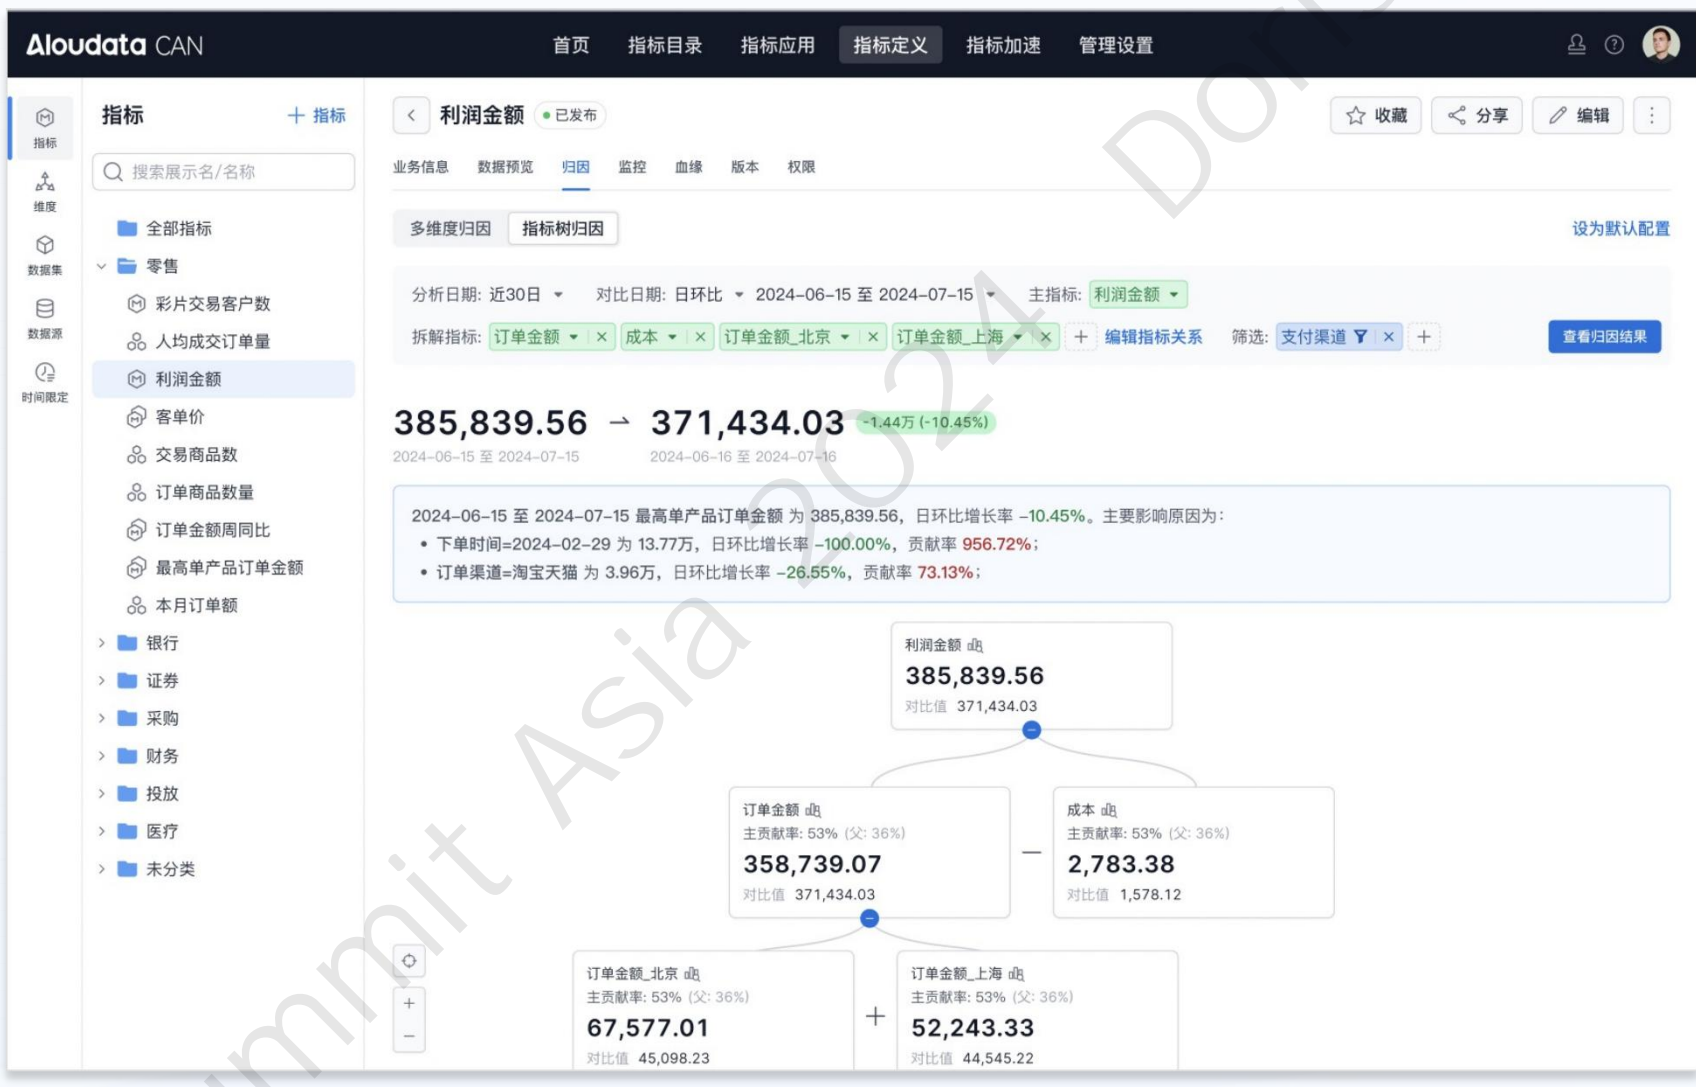 Aloudata CAN
首页 指标目录 指标应用 指标定义 指标加速 管理设置
指标
维度
数据集
数据源
时间限定
指标 + 指标
搜索展示名/名称
全部指标
零售
彩片交易客户数
人均成交订单量
利润金额
客单价
交易商品数
订单商品数量
订单金额周同比
最高单产品订单金额
本月订单额
银行
证券
采购
财务
投放
医疗
未分类
利润金额 已发布
收藏 分享 编辑
业务信息 数据预览 归因 监控 血缘 版本 权限
多维度归因 指标树归因 设为默认配置
分析日期: 近30日 对比日期: 日环比 2024-06-15 至 2024-07-15 主指标: 利润金额
拆解指标: 订单金额 × 成本 × 订单金额_北京 × 订单金额_上海 × + 编辑指标关系 筛选: 支付渠道 × + 查看归因结果
385,839.56 → 371,434.03 -1.44万 (-10.45%)
2024-06-15 至 2024-07-15 2024-06-16 至 2024-07-16
2024-06-15 至 2024-07-15 最高单产品订单金额 为 385,839.56，日环比增长率 -10.45%。主要影响原因为：
• 下单时间=2024-02-29 为 13.77万，日环比增长率 -100.00%，贡献率 956.72%；
• 订单渠道=淘宝天猫 为 3.96万，日环比增长率 -26.55%，贡献率 73.13%；
利润金额
385,839.56
对比值 371,434.03
订单金额
主贡献率: 53% (父: 36%)
358,739.07
对比值 371,434.03
—
成本
主贡献率: 53% (父: 36%)
2,783.38
对比值 1,578.12
订单金额_北京
主贡献率: 53% (父: 36%)
67,577.01
对比值 45,098.23
+
订单金额_上海
主贡献率: 53% (父: 36%)
52,243.33
对比值 44,545.22
ummit Asia 2024 Doris